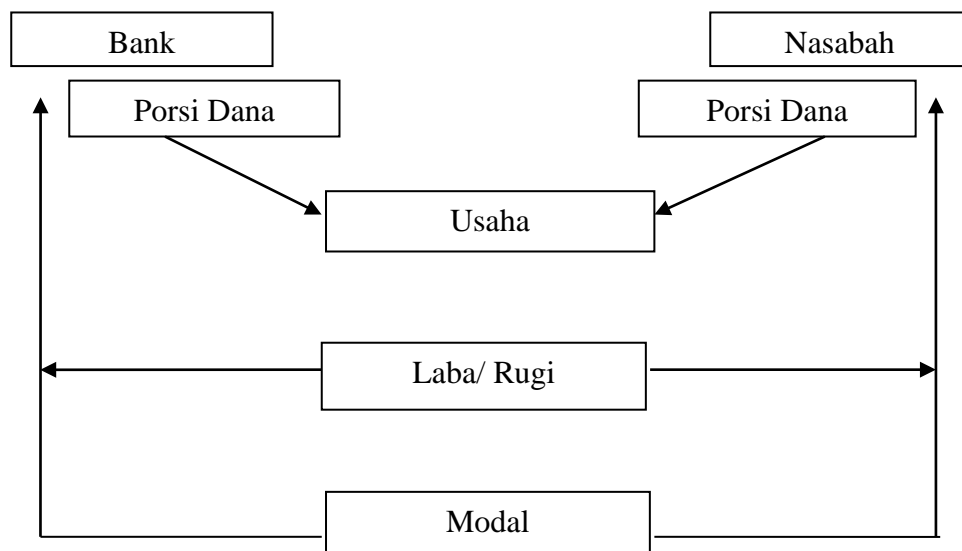 Bank
Nasabah
Porsi Dana
Porsi Dana
Usaha
Laba/ Rugi
Modal